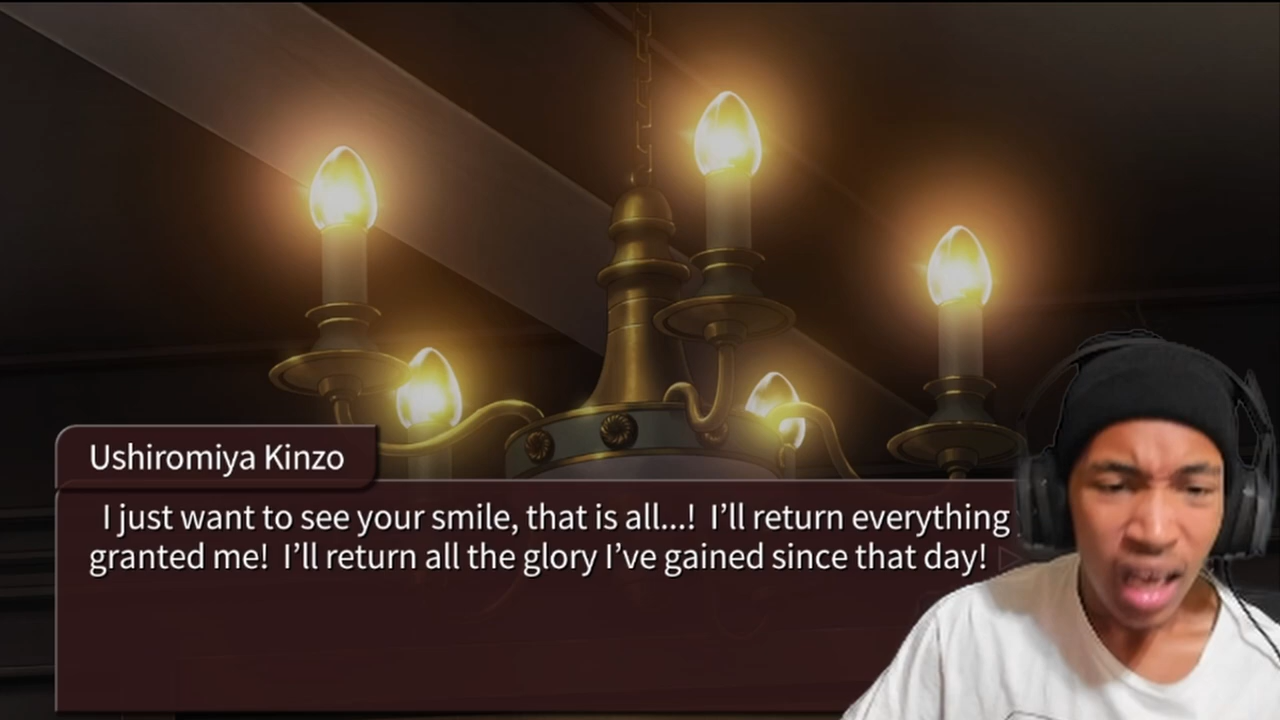 Ushiromiya Kinzo
I just want to see your smile, that is all...! I’ll return everything
granted me! I’ll return all the glory I’ve gained since that day!